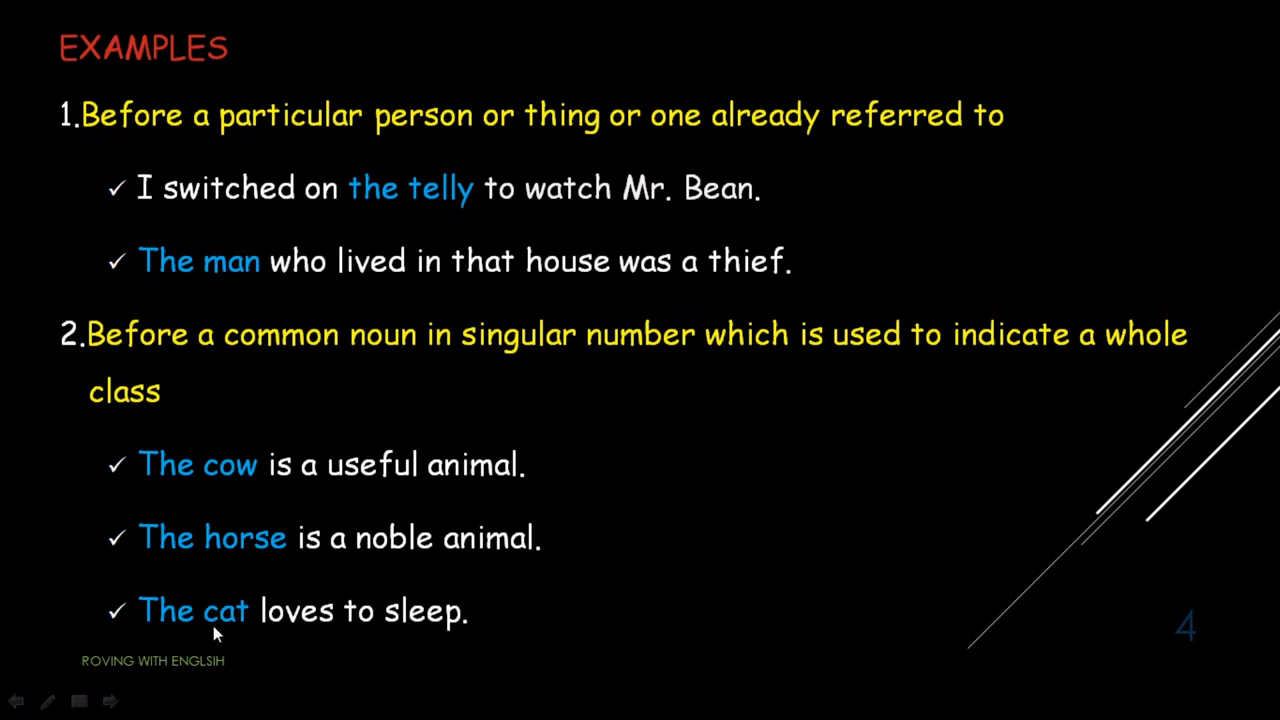 EXAMPLES
1.Before a particular person or thing or one already referred to
✓ I switched on the telly to watch Mr. Bean.
✓ The man who lived in that house was a thief.
2.Before a common noun in singular number which is used to indicate a whole
class
✓ The cow is a useful animal.
✓ The horse is a noble animal.
✓ The cat loves to sleep.
4
ROVING WITH ENGLSIH